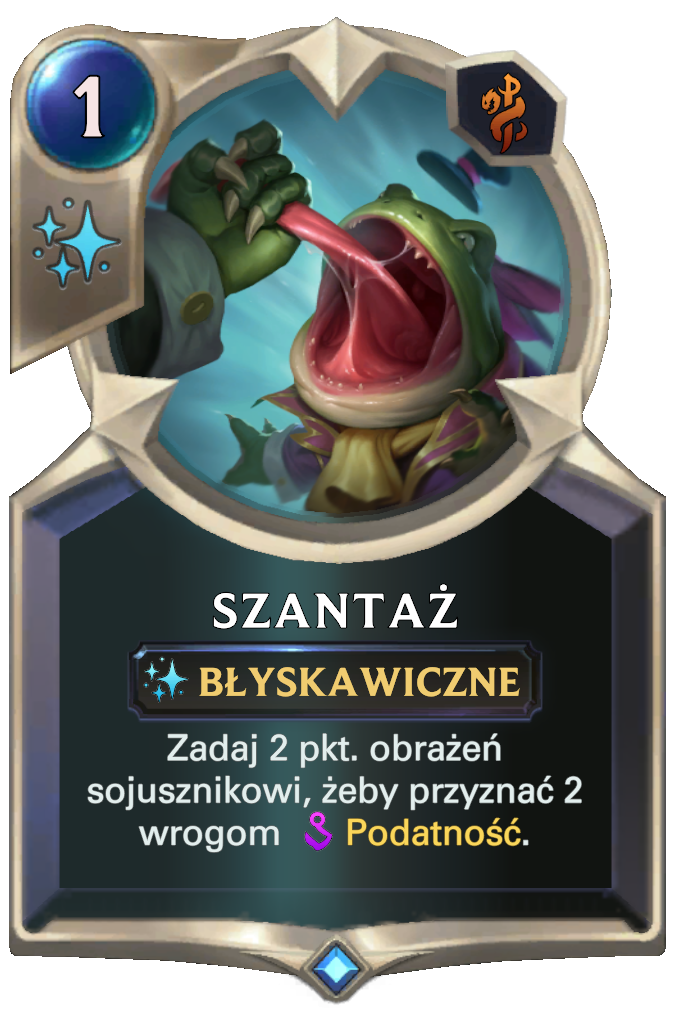 1
SZANTAŻ
BŁYSKAWICZNE
Zadaj 2 pkt. obrażeń
sojusznikowi, żeby przyznać 2
wrogom Podatność.